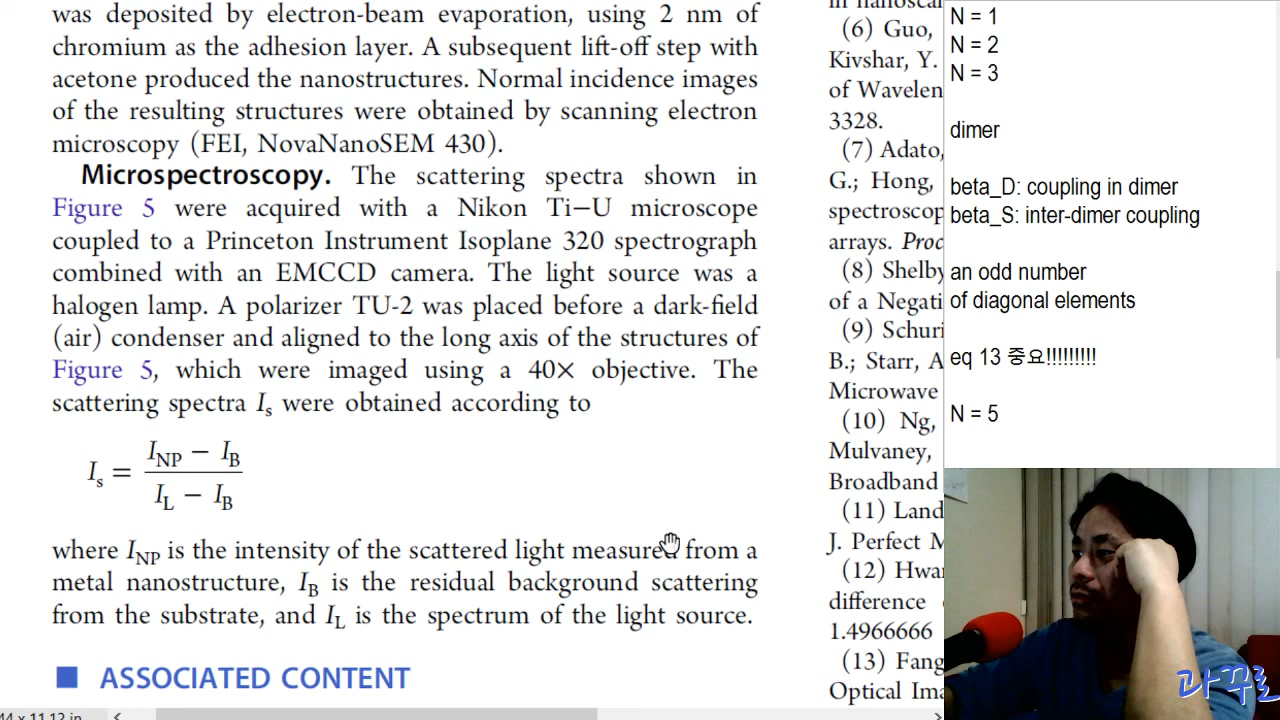 was deposited by electron-beam evaporation, using 2 nm of
chromium as the adhesion layer. A subsequent lift-off step with
acetone produced the nanostructures. Normal incidence images
of the resulting structures were obtained by scanning electron
microscopy (FEI, NovaNanoSEM 430).
Microspectroscopy. The scattering spectra shown in
Figure 5 were acquired with a Nikon Ti−U microscope
coupled to a Princeton Instrument Isoplane 320 spectrograph
combined with an EMCCD camera. The light source was a
halogen lamp. A polarizer TU-2 was placed before a dark-field
(air) condenser and aligned to the long axis of the structures of
Figure 5, which were imaged using a 40× objective. The
scattering spectra Is were obtained according to
Is = (INP − IB) / (IL − IB)
where INP is the intensity of the scattered light measured from a
metal nanostructure, IB is the residual background scattering
from the substrate, and IL is the spectrum of the light source.
■ ASSOCIATED CONTENT
(6) Guo,
Kivshar, Y.
of Wavelen
3328.
(7) Adato,
G.; Hong,
spectroscop
arrays. Proc
(8) Shelby
of a Negati
(9) Schuri
B.; Starr, A
Microwave
(10) Ng,
Mulvaney,
Broadband
(11) Land
J. Perfect M
(12) Hwa
difference
1.4966666
(13) Fang
Optical Ima
N = 1
N = 2
N = 3
dimer
beta_D: coupling in dimer
beta_S: inter-dimer coupling
an odd number
of diagonal elements
eq 13 중요!!!!!!!!!
N = 5
과꾸로
44 x 11.12 in